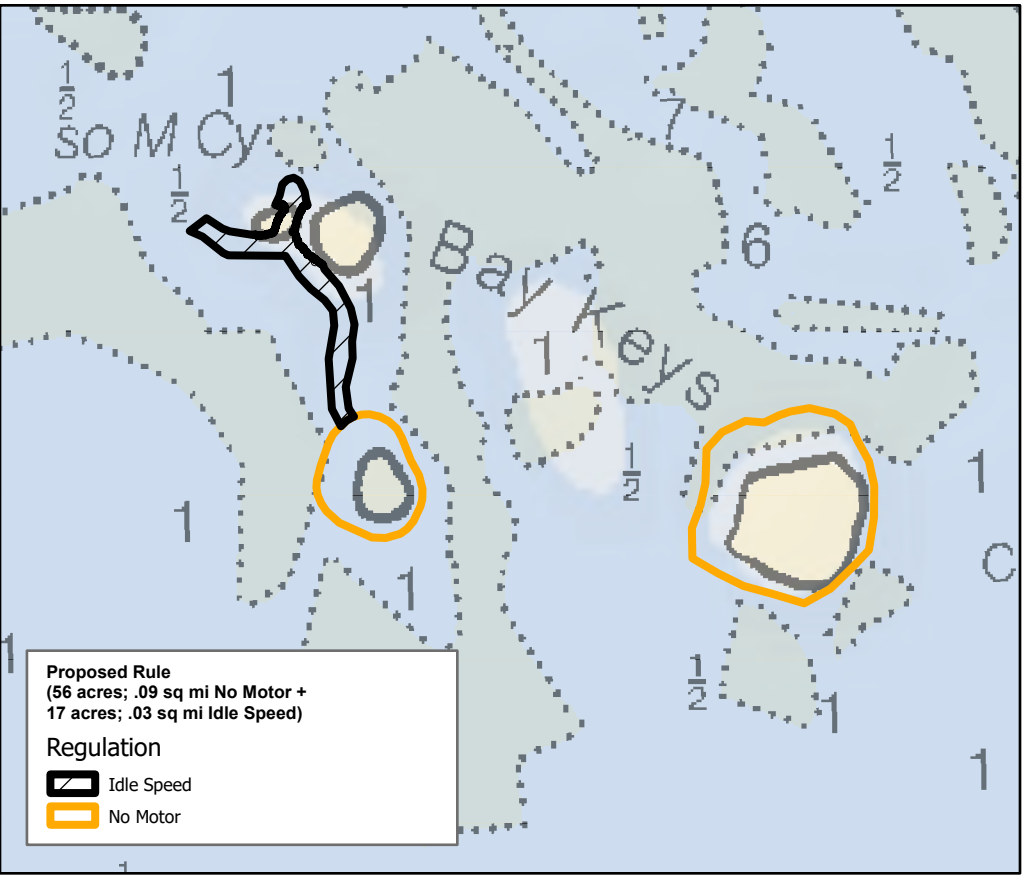 1/2
1
so M Cy
1/2
7
1/2
6
Bay Keys
1
1
1/2
1
1
C
1
1
1/2
1
1
1
Proposed Rule
(56 acres; .09 sq mi No Motor +
17 acres; .03 sq mi Idle Speed)
Regulation
Idle Speed
No Motor